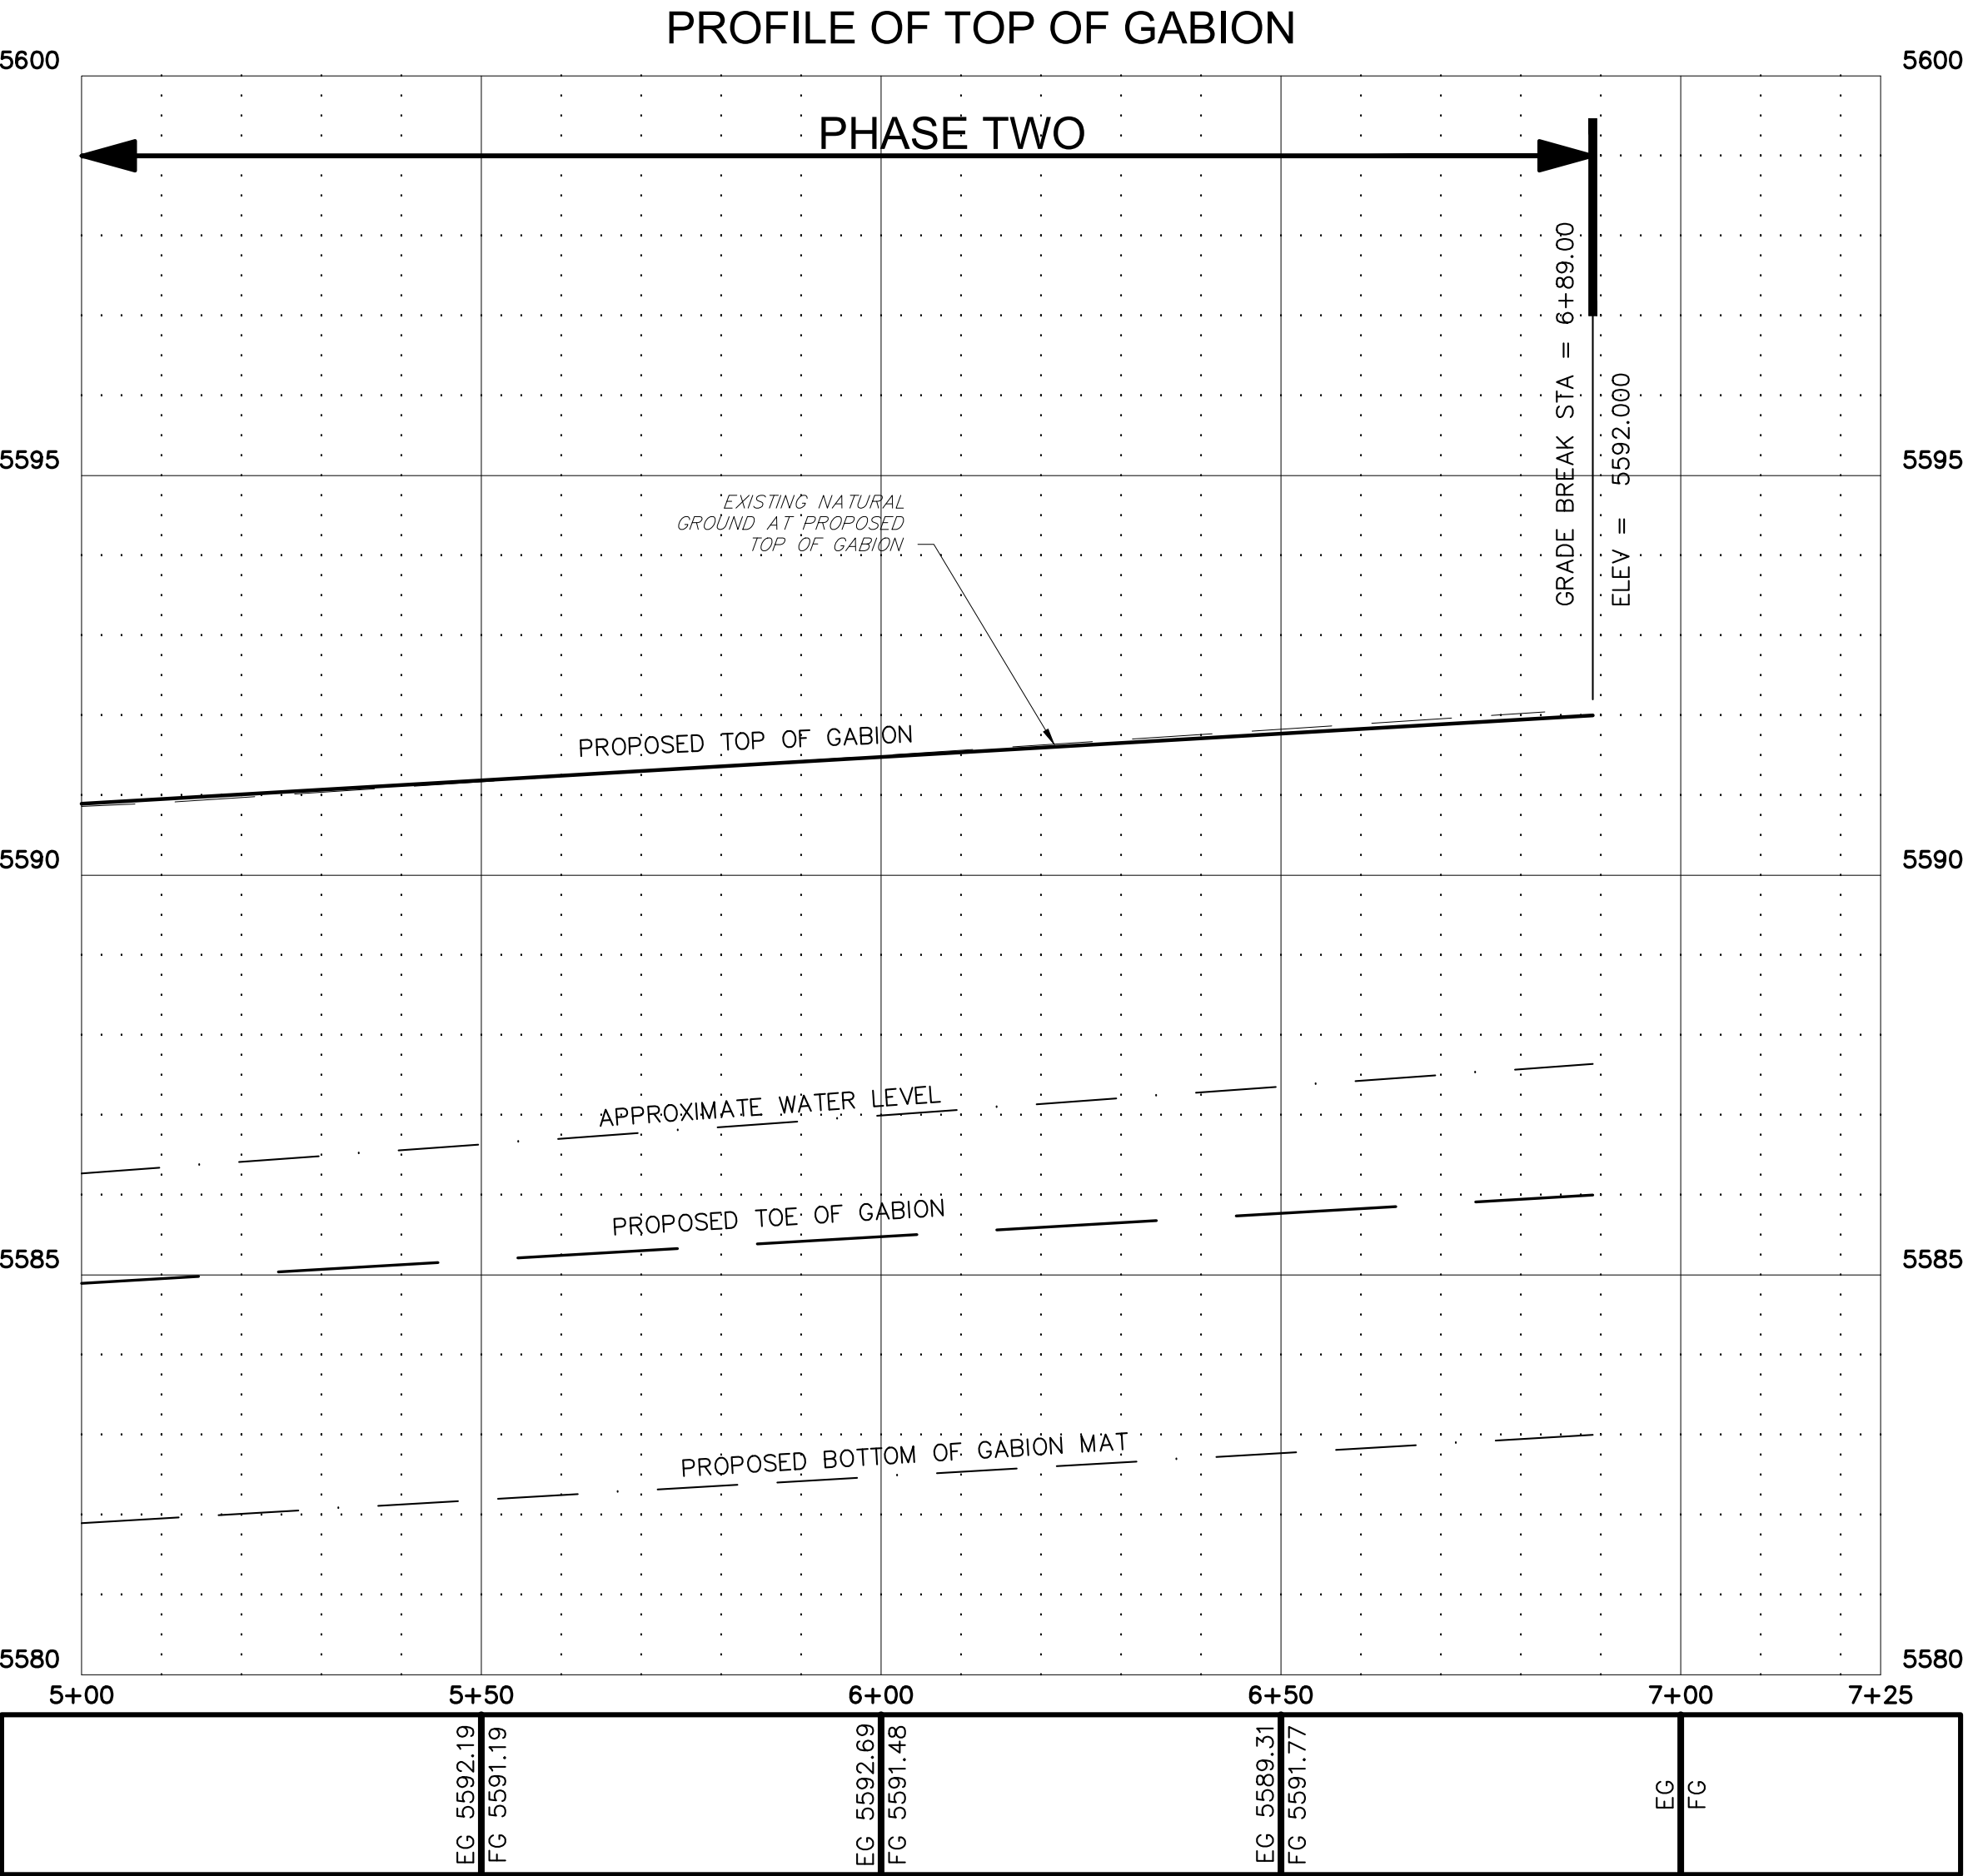 PROFILE OF TOP OF GABION
5600
5600
PHASE TWO
GRADE BREAK STA = 6+89.00
ELEV = 5592.000
5595
5595
EXISTING NATURAL
GROUND AT PROPOSED
TOP OF GABION
PROPOSED TOP OF GABION
5590
5590
APPROXIMATE WATER LEVEL
PROPOSED TOE OF GABION
5585
5585
PROPOSED BOTTOM OF GABION MAT
5580
5580
5+00
5+50
6+00
6+50
7+00
7+25
EG 5592.19
FG 5591.19
EG 5592.69
FG 5591.48
EG 5589.31
FG 5591.77
EG
FG